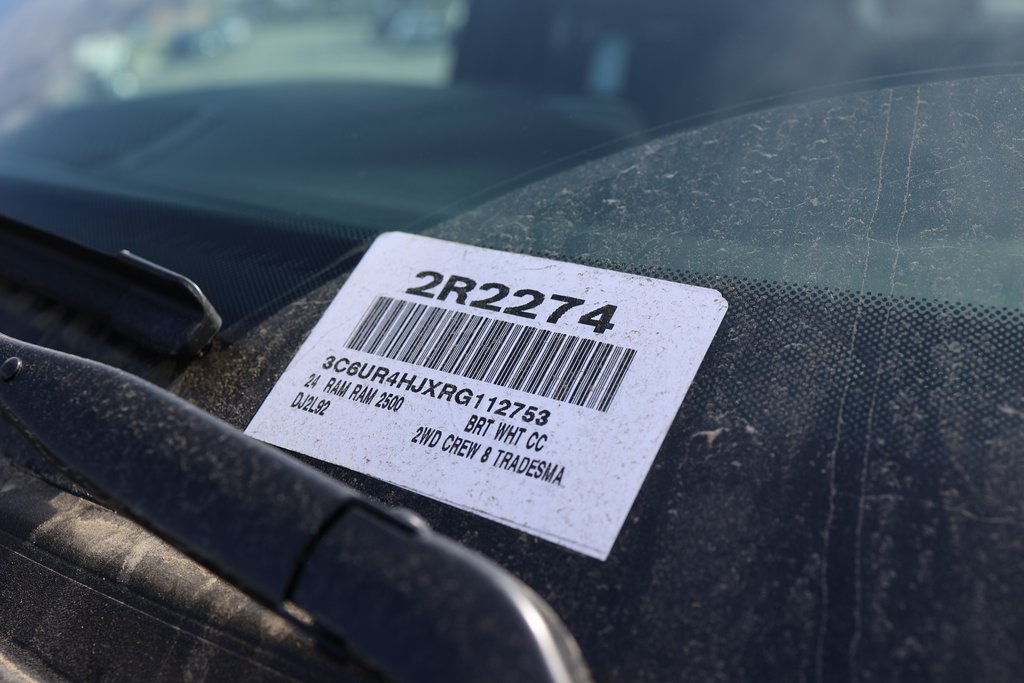 2R2274
3C6UR4HJXRG112753
24 RAM RAM 2500 BRT WHT CC
DJ2L92 2WD CREW 8 TRADESMA